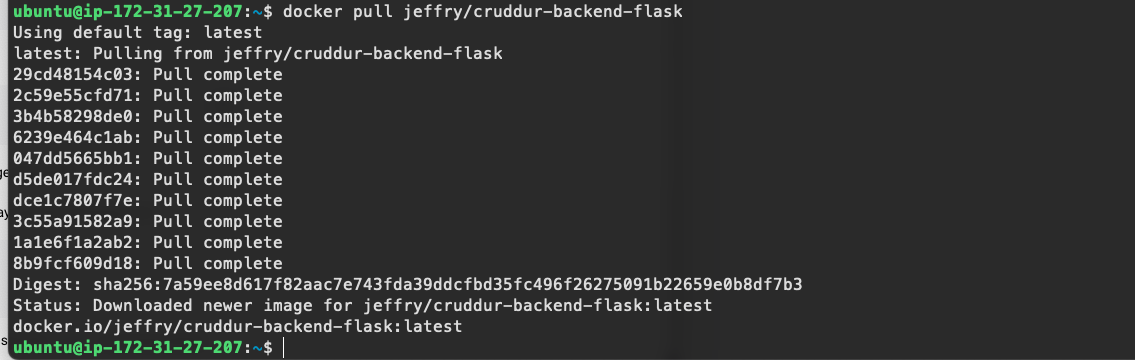 ubuntu@ip-172-31-27-207:~$ docker pull jeffry/cruddur-backend-flask
Using default tag: latest
latest: Pulling from jeffry/cruddur-backend-flask
29cd48154c03: Pull complete
2c59e55cfd71: Pull complete
3b4b58298de0: Pull complete
6239e464c1ab: Pull complete
047dd5665bb1: Pull complete
d5de017fdc24: Pull complete
dce1c7807f7e: Pull complete
3c55a91582a9: Pull complete
1a1e6f1a2ab2: Pull complete
8b9fcf609d18: Pull complete
Digest: sha256:7a59ee8d617f82aac7e743fda39ddcfbd35fc496f26275091b22659e0b8df7b3
Status: Downloaded newer image for jeffry/cruddur-backend-flask:latest
docker.io/jeffry/cruddur-backend-flask:latest
ubuntu@ip-172-31-27-207:~$